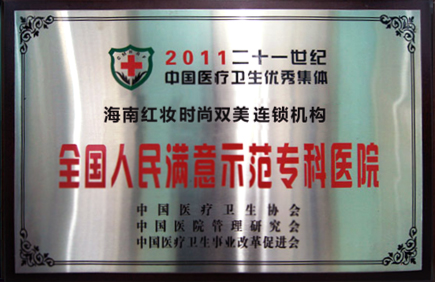 2011二十一世纪
中国医疗卫生优秀集体
海南红妆时尚双美连锁机构
全国人民满意示范专科医院
中国医疗卫生协会
中国医院管理研究会
中国医疗卫生事业改革促进会